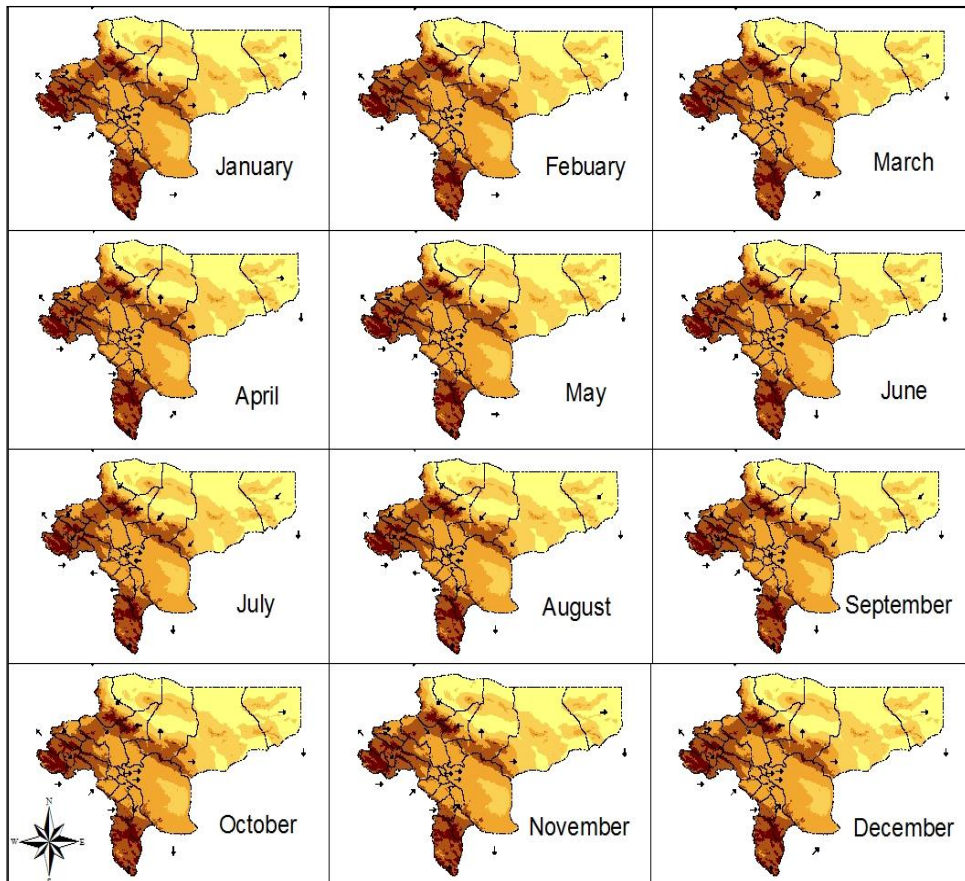 January
Febuary
March
April
May
June
July
August
September
October
November
December
N
W
E
S